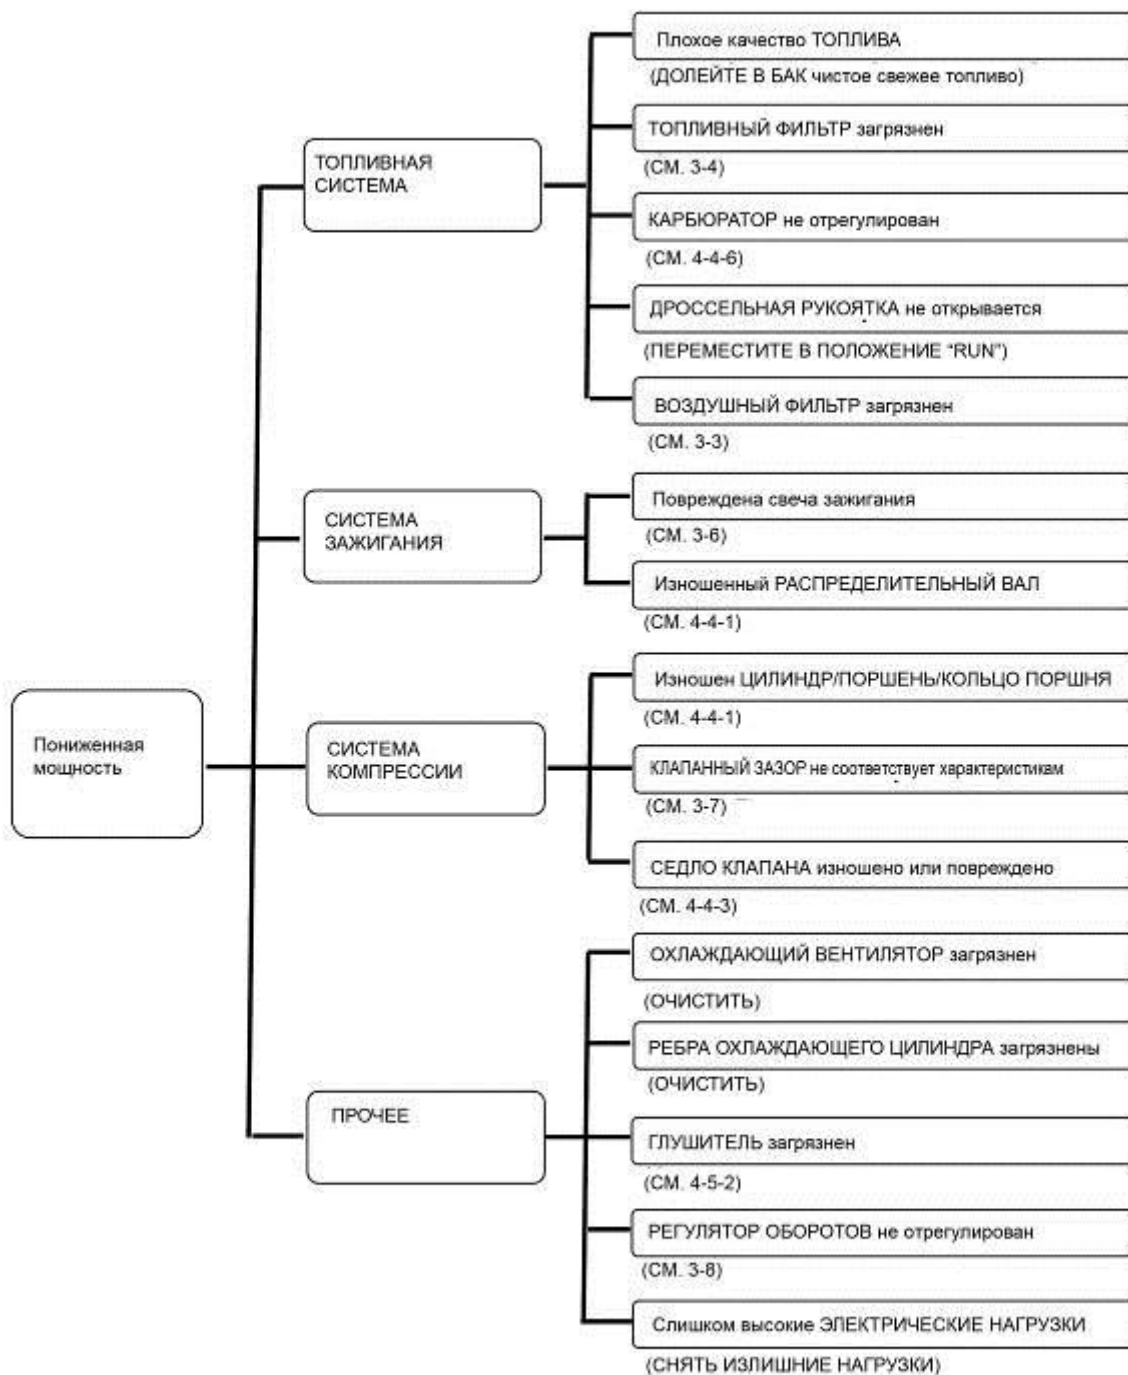 Пониженная
мощность
ТОПЛИВНАЯ
СИСТЕМА
Плохое качество ТОПЛИВА
(ДОЛЕЙТЕ В БАК чистое свежее топливо)
ТОПЛИВНЫЙ ФИЛЬТР загрязнен
(СМ. 3-4)
КАРБЮРАТОР не отрегулирован
(СМ. 4-4-6)
ДРОССЕЛЬНАЯ РУКОЯТКА не открывается
(ПЕРЕМЕСТИТЕ В ПОЛОЖЕНИЕ “RUN”)
ВОЗДУШНЫЙ ФИЛЬТР загрязнен
(СМ. 3-3)
СИСТЕМА
ЗАЖИГАНИЯ
Повреждена свеча зажигания
(СМ. 3-6)
Изношенный РАСПРЕДЕЛИТЕЛЬНЫЙ ВАЛ
(СМ. 4-4-1)
СИСТЕМА
КОМПРЕССИИ
Изношен ЦИЛИНДР/ПОРШЕНЬ/КОЛЬЦО ПОРШНЯ
(СМ. 4-4-1)
КЛАПАННЫЙ ЗАЗОР не соответствует характеристикам
(СМ. 3-7)
СЕДЛО КЛАПАНА изношено или повреждено
(СМ. 4-4-3)
ПРОЧЕЕ
ОХЛАЖДАЮЩИЙ ВЕНТИЛЯТОР загрязнен
(ОЧИСТИТЬ)
РЕБРА ОХЛАЖДАЮЩЕГО ЦИЛИНДРА загрязнены
(ОЧИСТИТЬ)
ГЛУШИТЕЛЬ загрязнен
(СМ. 4-5-2)
РЕГУЛЯТОР ОБОРОТОВ не отрегулирован
(СМ. 3-8)
Слишком высокие ЭЛЕКТРИЧЕСКИЕ НАГРУЗКИ
(СНЯТЬ ИЗЛИШНИЕ НАГРУЗКИ)